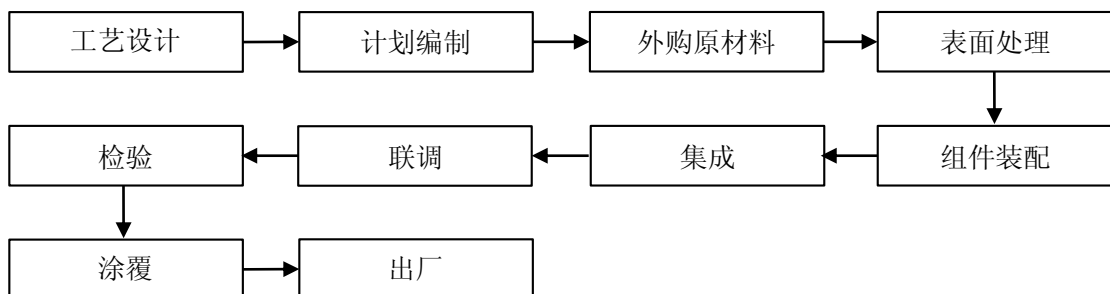 工艺设计
计划编制
外购原材料
表面处理
组件装配
集成
联调
检验
涂覆
出厂